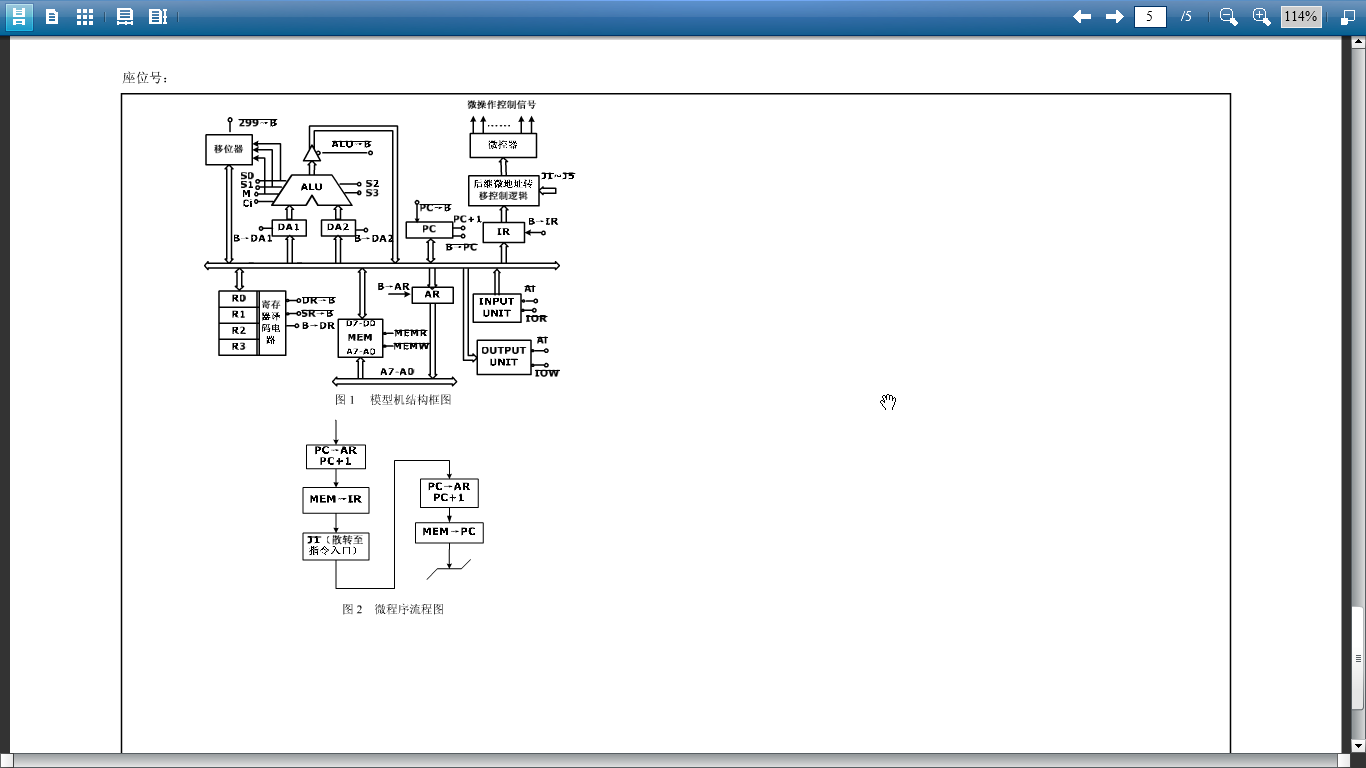 5 /5 114%
座位号:
微操作控制信号
299→B
移位器
ALU→B
......
微控器
S0
S1
M
Ci
ALU
S2
S3
后继微地址转
移控制逻辑
J1~J5
PC→B
PC+1
PC
B→PC
B→IR
IR
DA1
DA2
B→DA1
B→DA2
B→AR
AR
R0
R1
R2
R3
寄存
器译
码电
路
DR→B
SR→B
B→DR
D7-D0
MEM
A7-A0
MEMR
MEMW
INPUT
UNIT
AI
IOR
OUTPUT
UNIT
AI
IOW
A7-A0
图 1 模型机结构框图
PC→AR
PC+1
MEM→IR
J1（散转至
指令入口）
PC→AR
PC+1
MEM→PC
图 2 微程序流程图